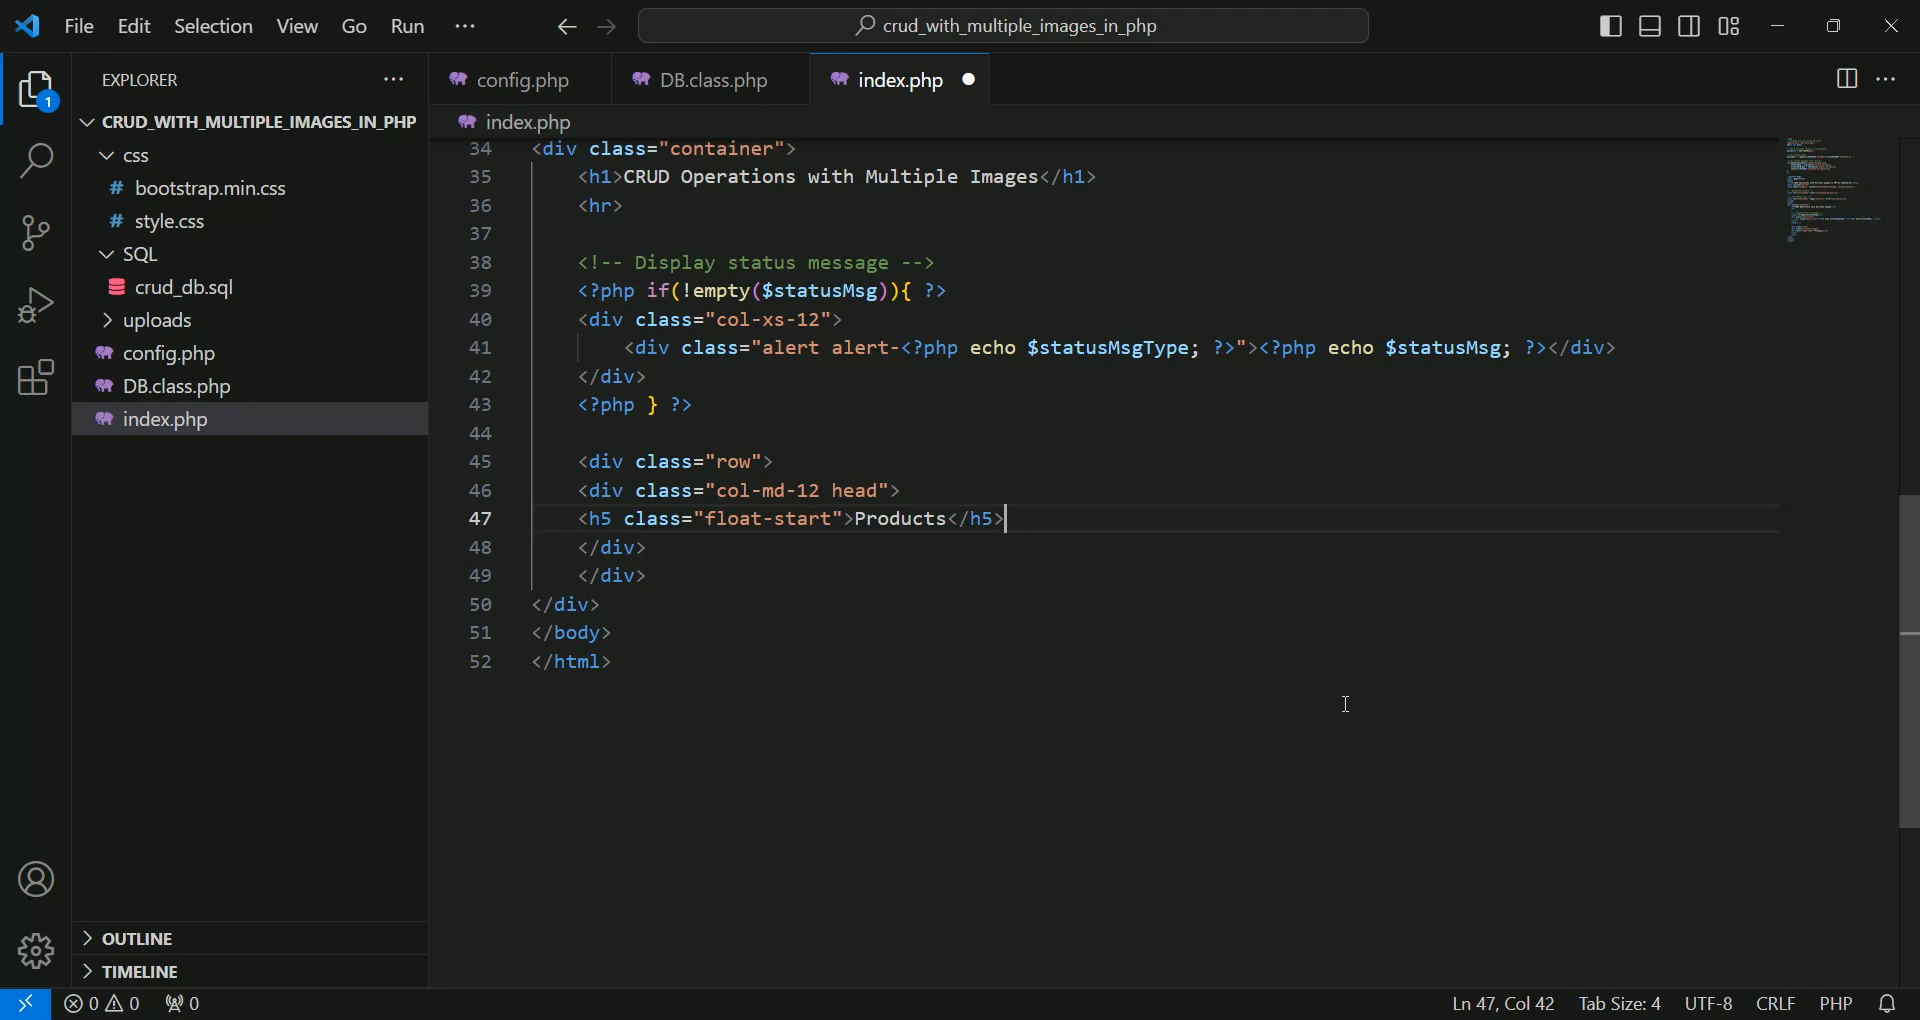 File Edit Selection View Go Run ···
crud_with_multiple_images_in_php
EXPLORER
1
CRUD_WITH_MULTIPLE_IMAGES_IN_PHP
css
# bootstrap.min.css
# style.css
SQL
crud_db.sql
uploads
config.php
DB.class.php
index.php
OUTLINE
TIMELINE
config.php DB.class.php index.php
index.php
34 <div class="container">
35 <h1>CRUD Operations with Multiple Images</h1>
36 <hr>
37
38 <!-- Display status message -->
39 <?php if(!empty($statusMsg)){ ?>
40 <div class="col-xs-12">
41 <div class="alert alert-<?php echo $statusMsgType; ?>"><?php echo $statusMsg; ?></div>
42 </div>
43 <?php } ?>
44
45 <div class="row">
46 <div class="col-md-12 head">
47 <h5 class="float-start">Products</h5>
48 </div>
49 </div>
50 </div>
51 </body>
52 </html>
0 0 0
Ln 47, Col 42 Tab Size: 4 UTF-8 CRLF PHP